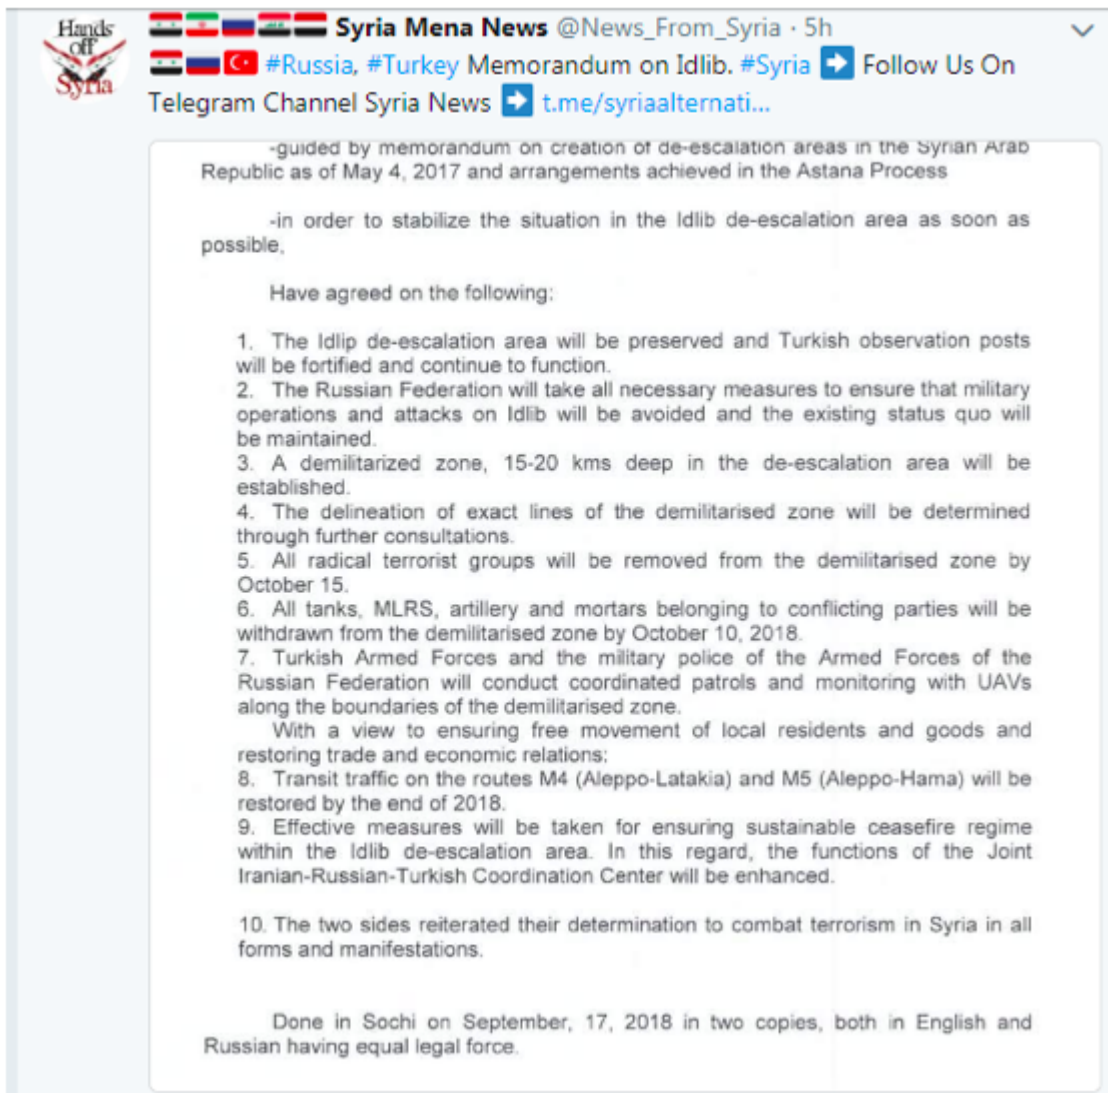 Hands
off
Syria
Syria Mena News @News_From_Syria · 5h
#Russia, #Turkey Memorandum on Idlib. #Syria ➡ Follow Us On
Telegram Channel Syria News ➡ t.me/syriaalternati...
-guided by memorandum on creation of de-escalation areas in the Syrian Arab
Republic as of May 4, 2017 and arrangements achieved in the Astana Process
-in order to stabilize the situation in the Idlib de-escalation area as soon as
possible,
Have agreed on the following:
1. The Idlip de-escalation area will be preserved and Turkish observation posts
will be fortified and continue to function.
2. The Russian Federation will take all necessary measures to ensure that military
operations and attacks on Idlib will be avoided and the existing status quo will
be maintained.
3. A demilitarized zone, 15-20 kms deep in the de-escalation area will be
established.
4. The delineation of exact lines of the demilitarised zone will be determined
through further consultations.
5. All radical terrorist groups will be removed from the demilitarised zone by
October 15.
6. All tanks, MLRS, artillery and mortars belonging to conflicting parties will be
withdrawn from the demilitarised zone by October 10, 2018.
7. Turkish Armed Forces and the military police of the Armed Forces of the
Russian Federation will conduct coordinated patrols and monitoring with UAVs
along the boundaries of the demilitarised zone.
With a view to ensuring free movement of local residents and goods and
restoring trade and economic relations;
8. Transit traffic on the routes M4 (Aleppo-Latakia) and M5 (Aleppo-Hama) will be
restored by the end of 2018.
9. Effective measures will be taken for ensuring sustainable ceasefire regime
within the Idlib de-escalation area. In this regard, the functions of the Joint
Iranian-Russian-Turkish Coordination Center will be enhanced.
10. The two sides reiterated their determination to combat terrorism in Syria in all
forms and manifestations.
Done in Sochi on September, 17, 2018 in two copies, both in English and
Russian having equal legal force.